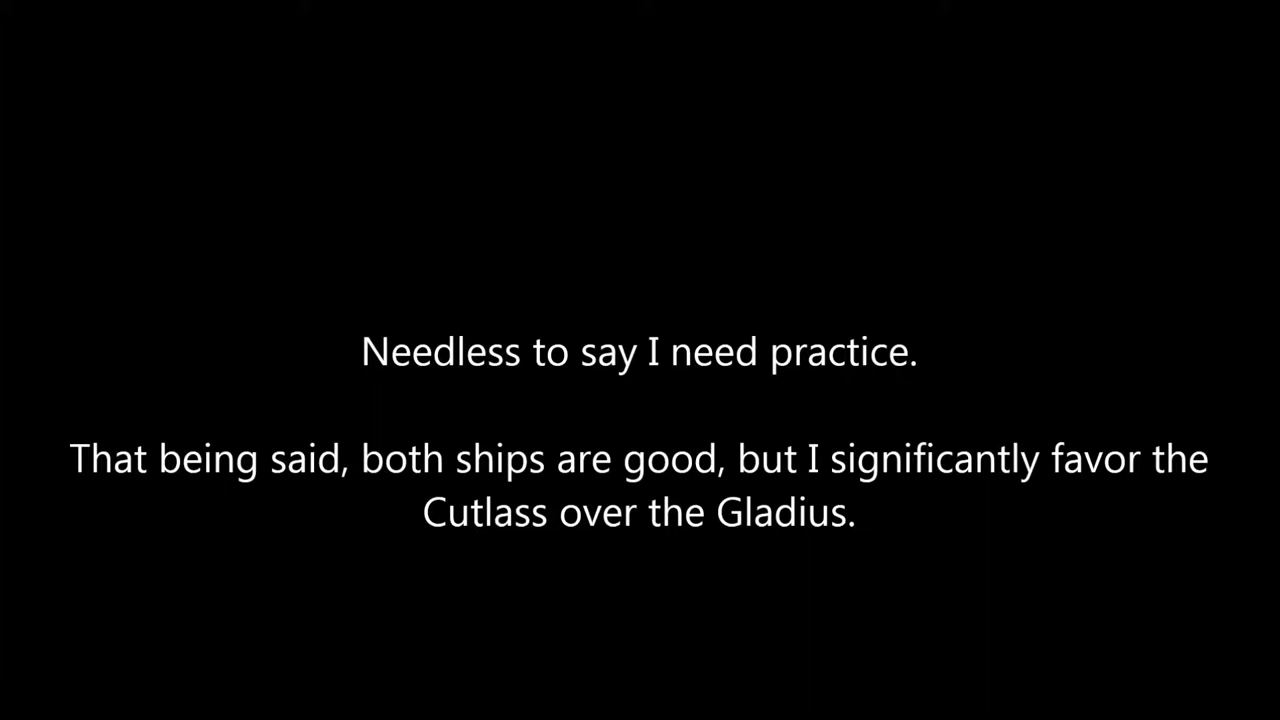 Needless to say I need practice.
That being said, both ships are good, but I significantly favor the
Cutlass over the Gladius.